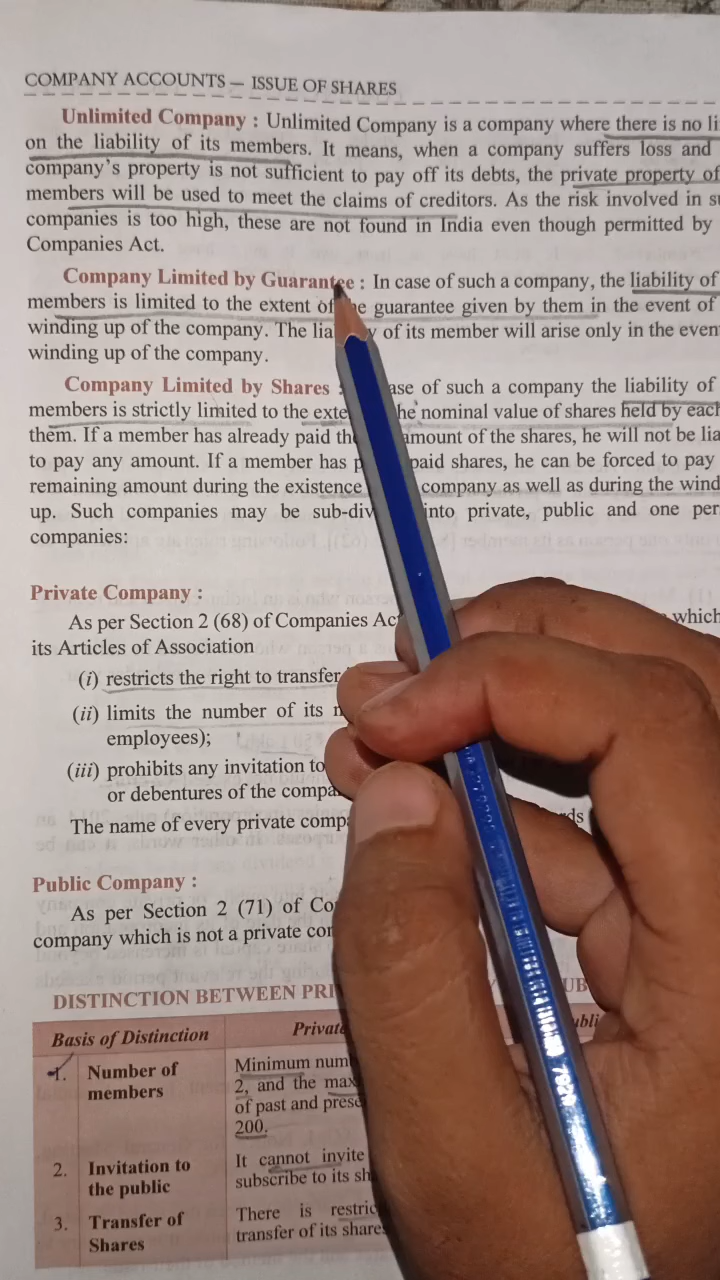 COMPANY ACCOUNTS — ISSUE OF SHARES
Unlimited Company : Unlimited Company is a company where there is no li
on the liability of its members. It means, when a company suffers loss and
company's property is not sufficient to pay off its debts, the private property of
members will be used to meet the claims of creditors. As the risk involved in s
companies is too high, these are not found in India even though permitted by
Companies Act.
Company Limited by Guarantee : In case of such a company, the liability of
members is limited to the extent of he guarantee given by them in the event of
winding up of the company. The lia y of its member will arise only in the even
winding up of the company.
Company Limited by Shares : ase of such a company the liability of
members is strictly limited to the exte he nominal value of shares held by each
them. If a member has already paid th amount of the shares, he will not be lia
to pay any amount. If a member has p paid shares, he can be forced to pay
remaining amount during the existence company as well as during the wind
up. Such companies may be sub-div into private, public and one per
companies:
Private Company :
As per Section 2 (68) of Companies Ac which
its Articles of Association
(i) restricts the right to transfer
(ii) limits the number of its
employees);
(iii) prohibits any invitation to
or debentures of the compa
The name of every private comp ds
Public Company :
As per Section 2 (71) of Co
company which is not a private co
DISTINCTION BETWEEN PRI UB
Basis of Distinction Private ubli
1. Number of members Minimum num
2, and the max
of past and prese
200.
2. Invitation to the public It cannot invite
subscribe to its sh
3. Transfer of Shares There is restric
transfer of its shares